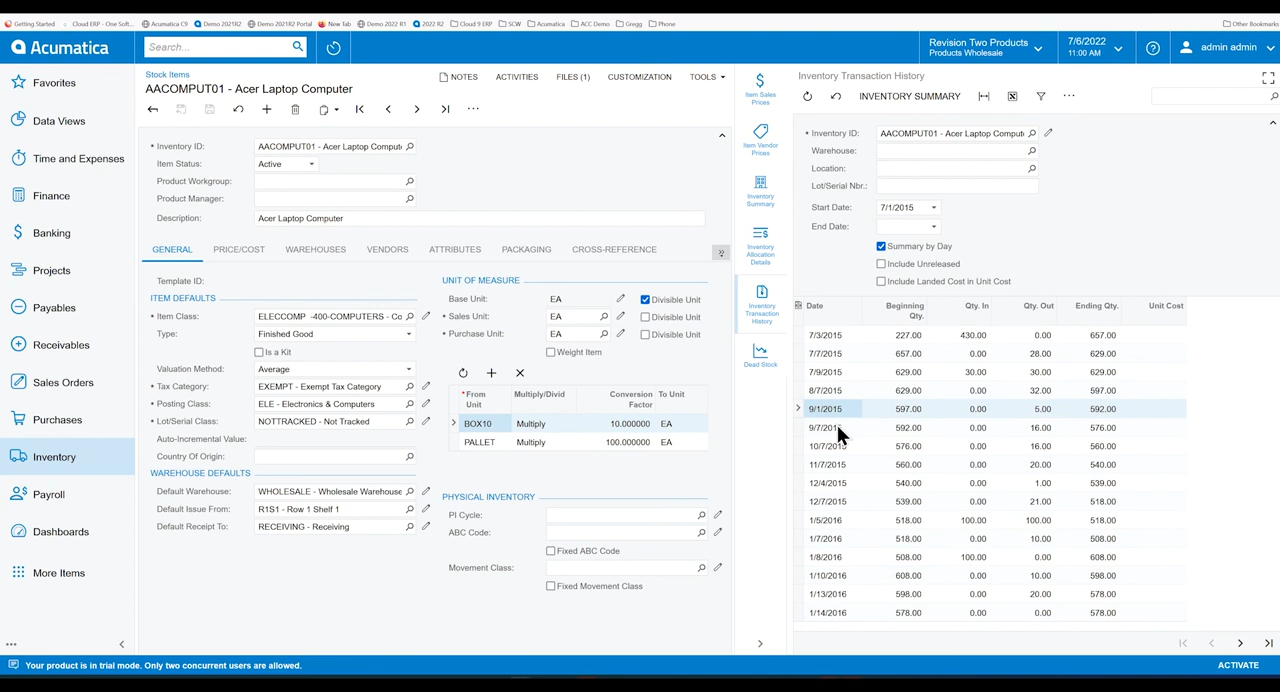 Getting Started Cloud ERP - One Soft... Acumatica C9 Demo 2021R2 Demo 2021R2 Portal New Tab Demo 2022 R1 2022 R2 Cloud 9 ERP SCW Acumatica ACC Demo Gregg Phone Other Bookmarks
Acumatica Search... Revision Two Products Products Wholesale 7/6/2022 11:00 AM admin admin
Favorites
Data Views
Time and Expenses
Finance
Banking
Projects
Payables
Receivables
Sales Orders
Purchases
Inventory
Payroll
Dashboards
More Items
Stock Items
AACOMPUT01 - Acer Laptop Computer
NOTES ACTIVITIES FILES (1) CUSTOMIZATION TOOLS
Inventory ID: AACOMPUT01 - Acer Laptop Comput
Item Status: Active
Product Workgroup:
Product Manager:
Description: Acer Laptop Computer
GENERAL PRICE/COST WAREHOUSES VENDORS ATTRIBUTES PACKAGING CROSS-REFERENCE
Template ID:
ITEM DEFAULTS
Item Class: ELECCOMP -400-COMPUTERS - Co
Type: Finished Good
Is a Kit
Valuation Method: Average
Tax Category: EXEMPT - Exempt Tax Category
Posting Class: ELE - Electronics & Computers
Lot/Serial Class: NOTTRACKED - Not Tracked
Auto-Incremental Value:
Country Of Origin:
WAREHOUSE DEFAULTS
Default Warehouse: WHOLESALE - Wholesale Warehouse
Default Issue From: R1S1 - Row 1 Shelf 1
Default Receipt To: RECEIVING - Receiving
UNIT OF MEASURE
Base Unit: EA Divisible Unit
Sales Unit: EA Divisible Unit
Purchase Unit: EA Divisible Unit
Weight Item
From Unit Multiply/Divid Conversion Factor To Unit
BOX10 Multiply 10.000000 EA
PALLET Multiply 100.000000 EA
PHYSICAL INVENTORY
PI Cycle:
ABC Code:
Fixed ABC Code
Movement Class:
Fixed Movement Class
Item Sales Prices
Item Vendor Prices
Inventory Summary
Inventory Allocation Details
Inventory Transaction History
Dead Stock
Inventory Transaction History
INVENTORY SUMMARY
Inventory ID: AACOMPUT01 - Acer Laptop Comput
Warehouse:
Location:
Lot/Serial Nbr.:
Start Date: 7/1/2015
End Date:
Summary by Day
Include Unreleased
Include Landed Cost in Unit Cost
Date Beginning Qty. Qty. In Qty. Out Ending Qty. Unit Cost
7/3/2015 227.00 430.00 0.00 657.00
7/7/2015 657.00 0.00 28.00 629.00
7/9/2015 629.00 30.00 30.00 629.00
8/7/2015 629.00 0.00 32.00 597.00
9/1/2015 597.00 0.00 5.00 592.00
9/7/201 592.00 0.00 16.00 576.00
10/7/2015 576.00 0.00 16.00 560.00
11/7/2015 560.00 0.00 20.00 540.00
12/4/2015 540.00 0.00 1.00 539.00
12/7/2015 539.00 0.00 21.00 518.00
1/5/2016 518.00 100.00 100.00 518.00
1/7/2016 518.00 0.00 10.00 508.00
1/8/2016 508.00 100.00 0.00 608.00
1/10/2016 608.00 0.00 10.00 598.00
1/13/2016 598.00 0.00 20.00 578.00
1/14/2016 578.00 0.00 0.00 578.00
Your product is in trial mode. Only two concurrent users are allowed. ACTIVATE